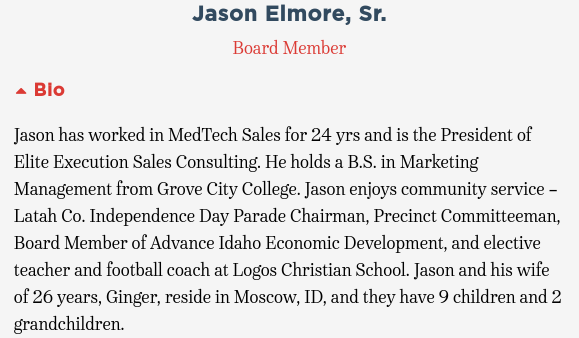 Jason Elmore, Sr.
Board Member
Bio
Jason has worked in MedTech Sales for 24 yrs and is the President of
Elite Execution Sales Consulting. He holds a B.S. in Marketing
Management from Grove City College. Jason enjoys community service –
Latah Co. Independence Day Parade Chairman, Precinct Committeeman,
Board Member of Advance Idaho Economic Development, and elective
teacher and football coach at Logos Christian School. Jason and his wife
of 26 years, Ginger, reside in Moscow, ID, and they have 9 children and 2
grandchildren.